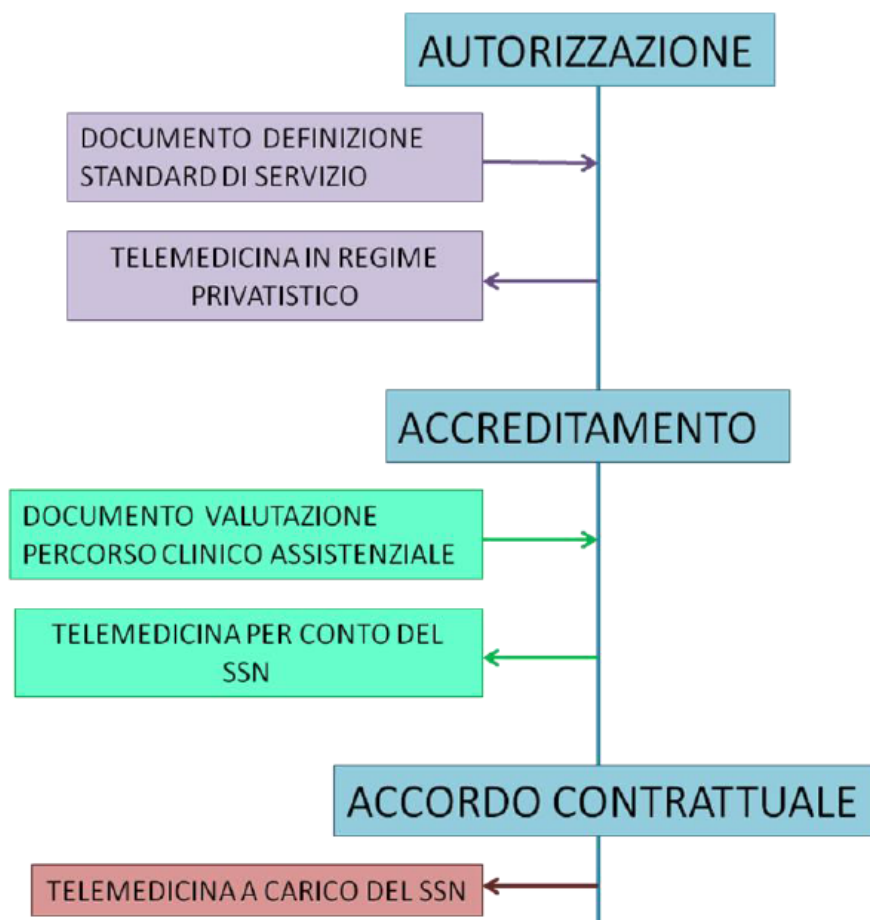 AUTORIZZAZIONE
DOCUMENTO DEFINIZIONE
STANDARD DI SERVIZIO
TELEMEDICINA IN REGIME
PRIVATISTICO
ACCREDITAMENTO
DOCUMENTO VALUTAZIONE
PERCORSO CLINICO ASSISTENZIALE
TELEMEDICINA PER CONTO DEL
SSN
ACCORDO CONTRATTUALE
TELEMEDICINA A CARICO DEL SSN